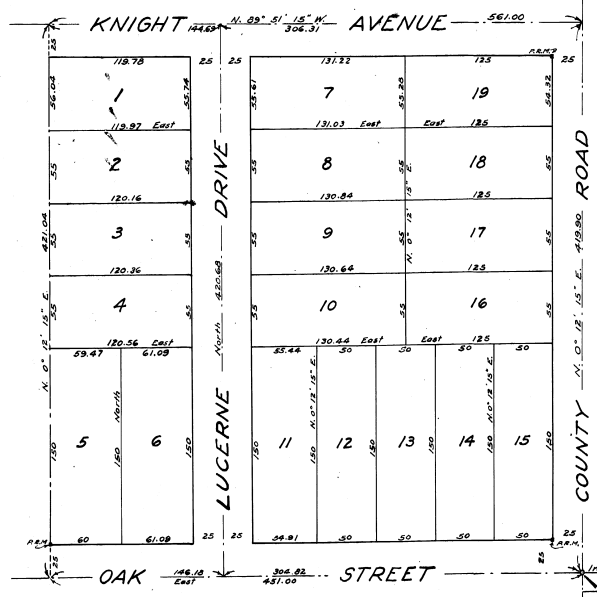 KNIGHT 144.69 N. 89° 51' 15" W. 306.31 AVENUE 561.00
25 119.78 25 25 131.22 125 P.R.M. 25
56.04 1 55.74 55.61 7 55.28 19 54.32
119.97 East 131.03 East East 125
55 2 55 55 8 55 18 55
120.16 130.84 125
55 3 55 55 9 55 17 55
120.36 130.64 125
55 4 55 55 10 55 16 55
120.56 East 130.44 East East 125
59.47 61.09 55.44 50 50 50 50
N. 0° 12' 15" E. 421.04
North 420.68
LUCERNE DRIVE
N. 0° 12' 15" E.
N. 0° 12' 15" E. 419.90
COUNTY ROAD
150 5 North 150 6 150 150 11 N. 0° 12' 15" E. 150 12 13 150 14 N. 0° 12' 15" E. 150 15 150
P.R.M. 60 61.09 25 25 54.91 50 50 50 50 25 P.R.M.
25 25
OAK 146.18 East 304.82 451.00 STREET